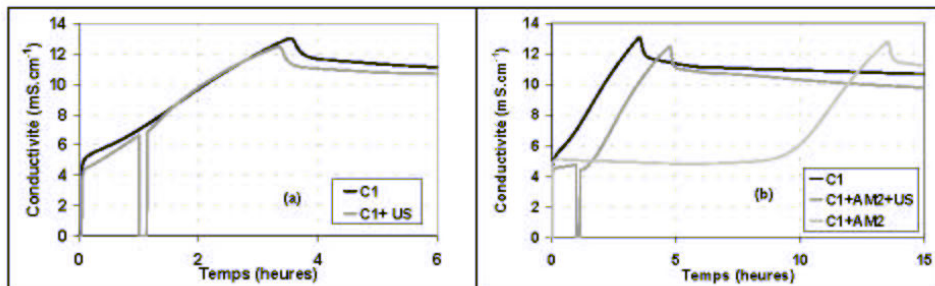 Conductivité (mS.cm⁻¹)
14
12
10
8
6
4
2
0
(a)
C1
C1+ US
0
2
4
6
Temps (heures)
Conductivité (mS.cm⁻¹)
14
12
10
8
6
4
2
0
(b)
C1
C1+AM2+US
C1+AM2
0
5
10
15
Temps (heures)